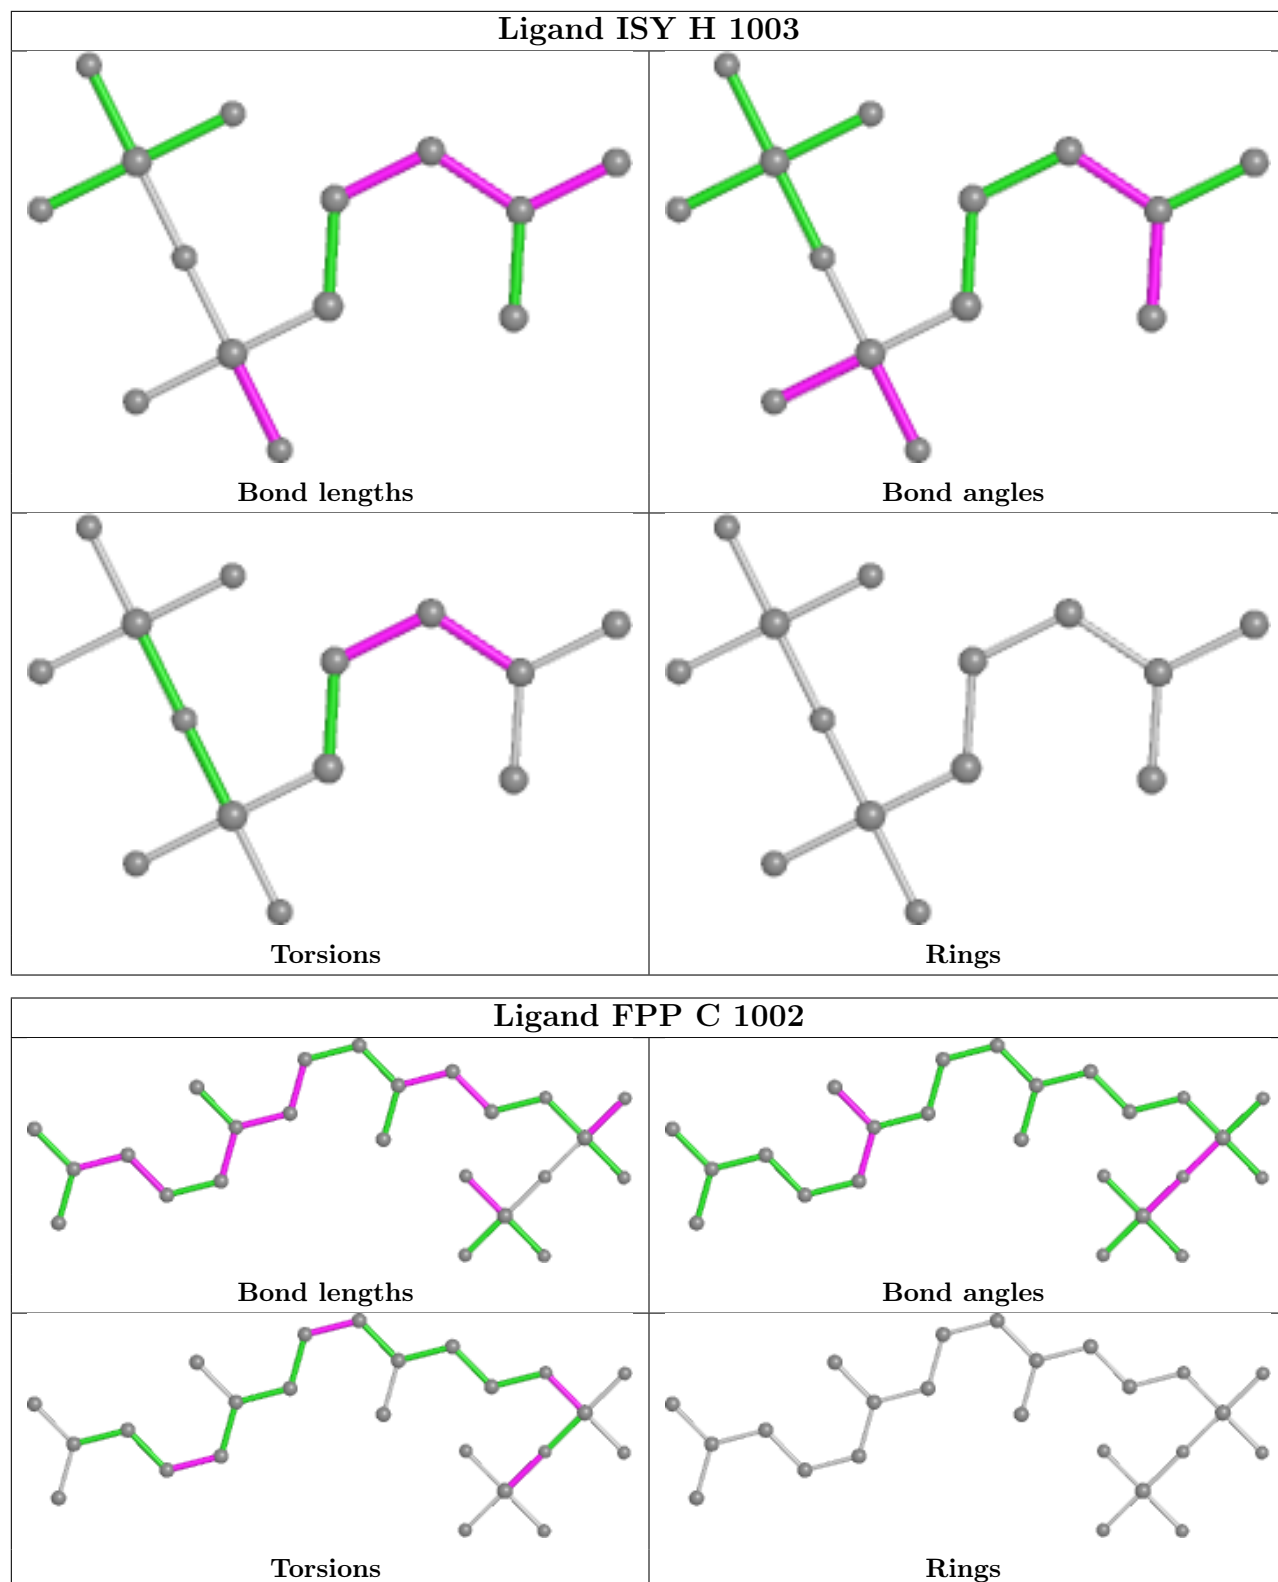 Ligand ISY H 1003
Bond lengths
Bond angles
Torsions
Rings
Ligand FPP C 1002
Bond lengths
Bond angles
Torsions
Rings